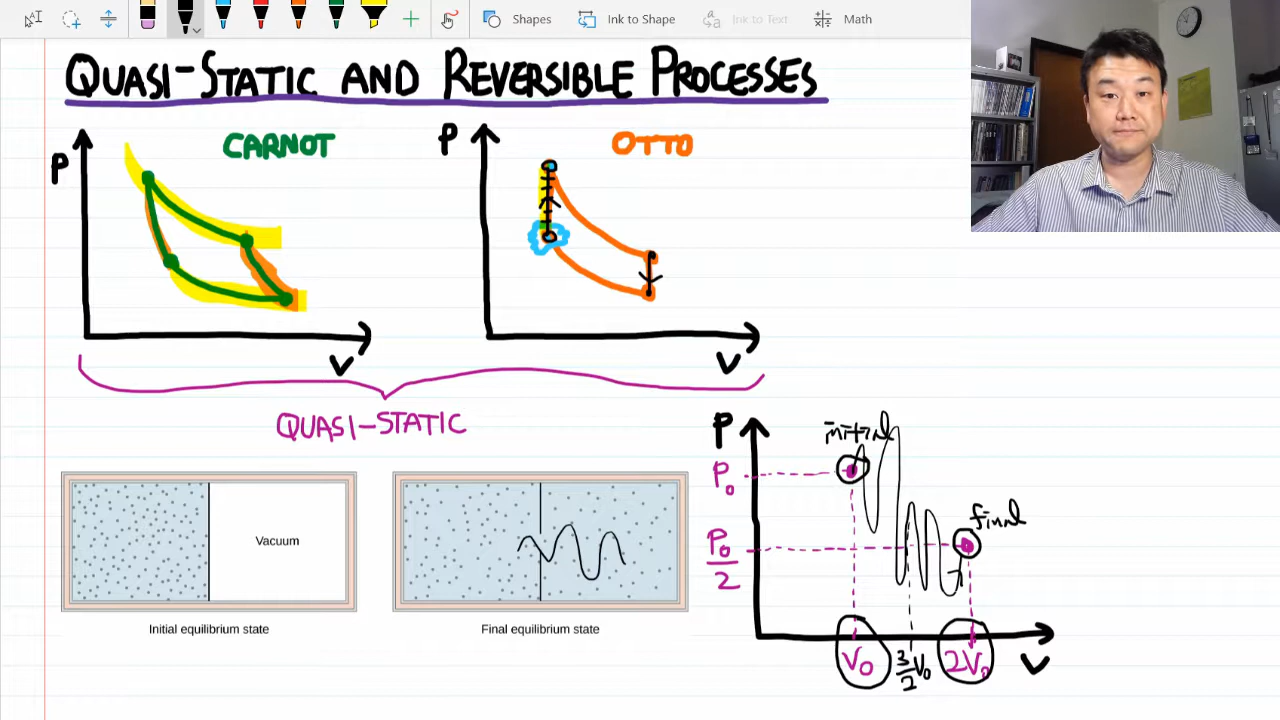 Shapes
Ink to Shape
Ink to Text
Math
QUASI-STATIC AND REVERSIBLE PROCESSES
P
CARNOT
V
P
OTTO
V
QUASI-STATIC
Vacuum
Initial equilibrium state
Final equilibrium state
P
initial
P₀
final
P₀/2
V₀
3/2 V₀
2V₀
V